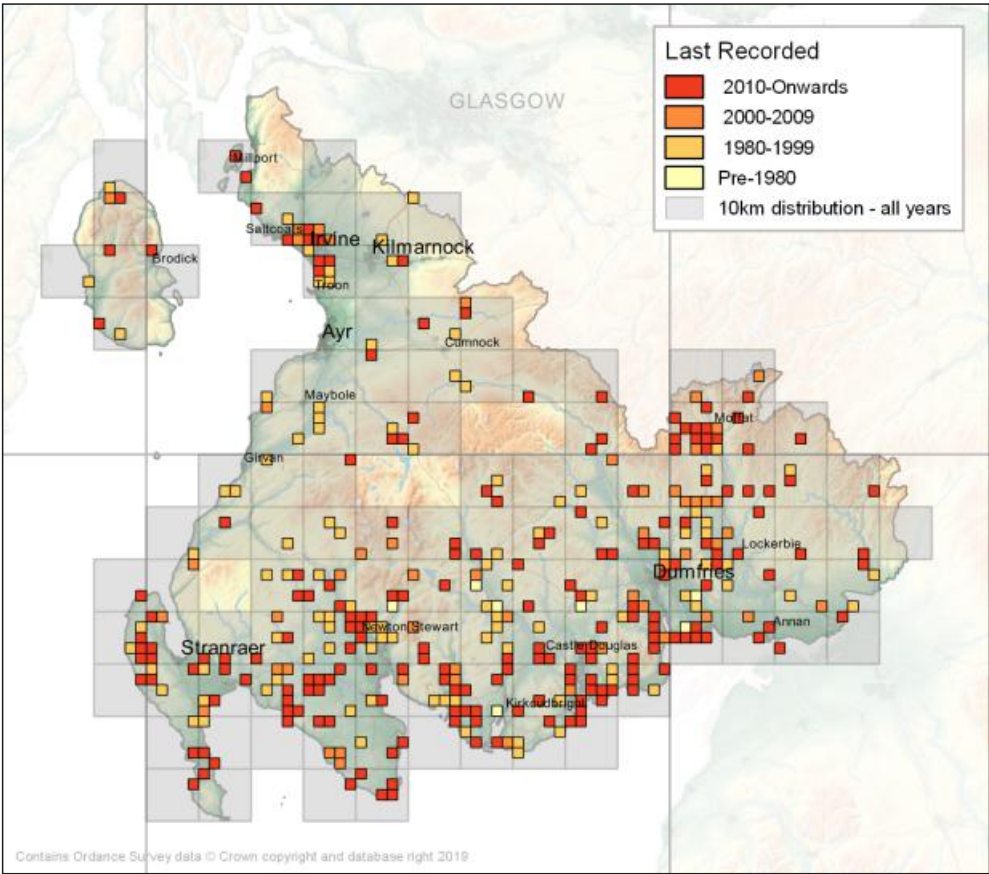 Last Recorded
2010-Onwards
2000-2009
1980-1999
Pre-1980
10km distribution - all years
GLASGOW
Millport
Saltcoats
Irvine
Kilmarnock
Brodick
Troon
Ayr
Cumnock
Maybole
Moffat
Girvan
Lockerbie
Dumfries
Newton Stewart
Annan
Stranraer
Castle Douglas
Kirkcudbright
Contains Ordance Survey data © Crown copyright and database right 2019